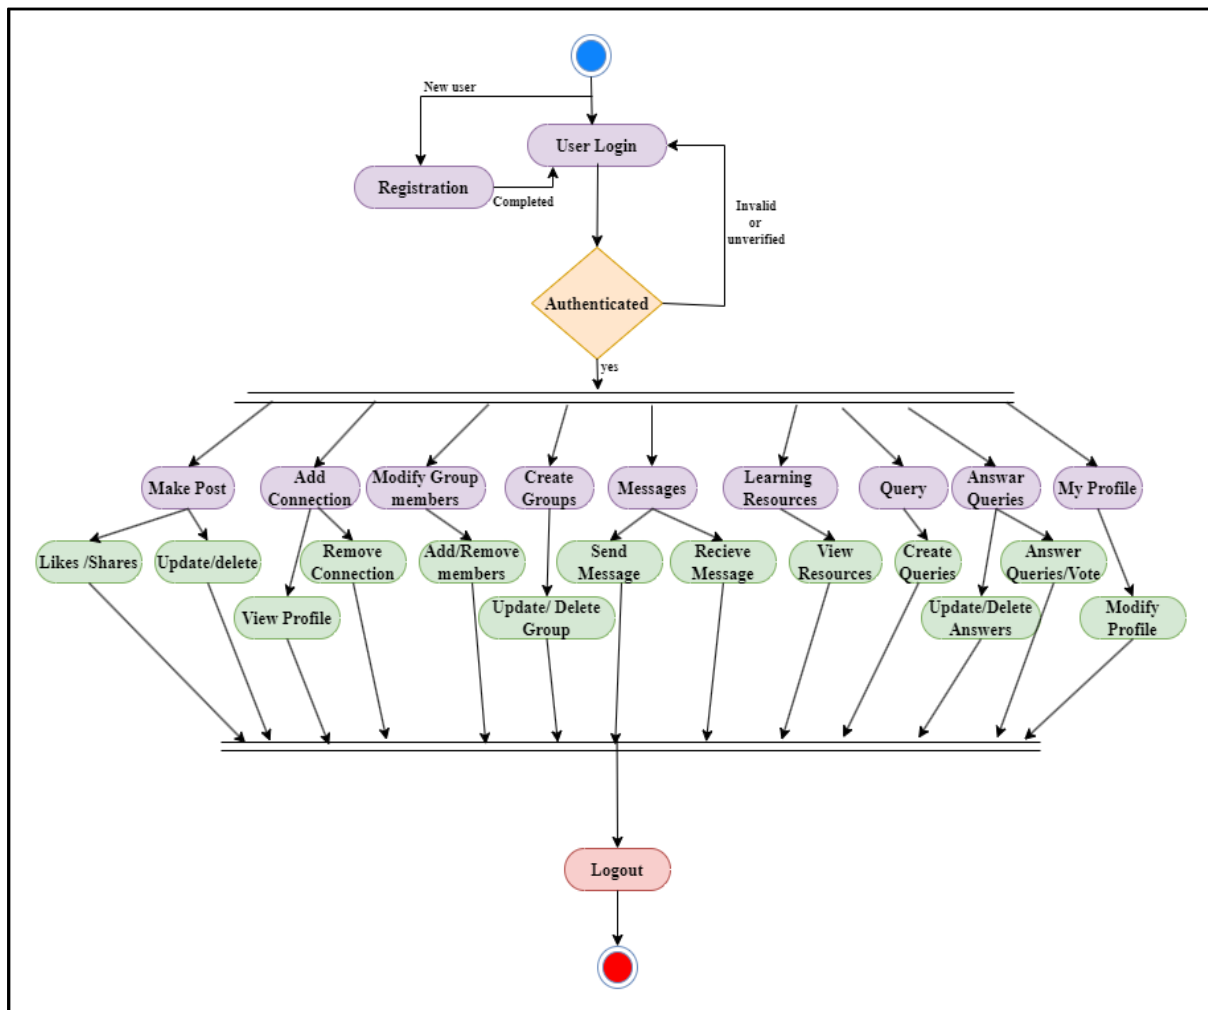 New user
User Login
Registration
Completed
Invalid
or
unverified
Authenticated
yes
Make Post
Add
Connection
Modify Group
members
Create
Groups
Messages
Learning
Resources
Query
Answar
Queries
My Profile
Likes /Shares
Update/delete
Remove
Connection
Add/Remove
members
Send
Message
Recieve
Message
View
Resources
Create
Queries
Answer
Queries/Vote
View Profile
Update/ Delete
Group
Update/Delete
Answers
Modify
Profile
Logout